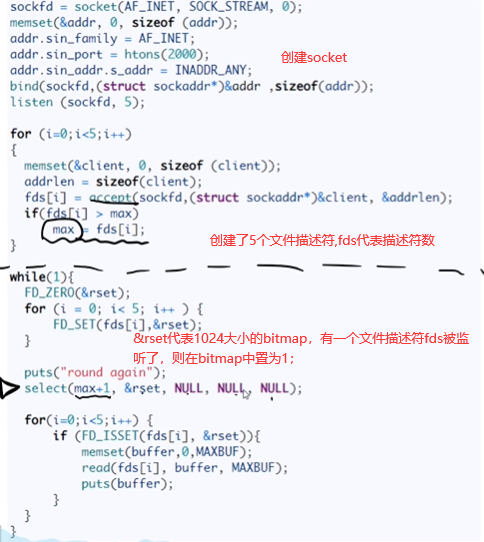 sockfd = socket(AF_INET, SOCK_STREAM, 0);
memset(&addr, 0, sizeof (addr));
addr.sin_family = AF_INET;
addr.sin_port = htons(2000);
addr.sin_addr.s_addr = INADDR_ANY;
创建socket
bind(sockfd,(struct sockaddr*)&addr ,sizeof(addr));
listen (sockfd, 5);
for (i=0;i<5;i++)
{
memset(&client, 0, sizeof (client));
addrlen = sizeof(client);
fds[i] = accept(sockfd,(struct sockaddr*)&client, &addrlen);
if(fds[i] > max)
max = fds[i];
创建了5个文件描述符,fds代表描述符数
}
while(1){
FD_ZERO(&rset);
for (i = 0; i< 5; i++ ) {
FD_SET(fds[i],&rset);
}
&rset代表1024大小的bitmap，有一个文件描述符fds被监
听了，则在bitmap中置为1；
puts("round again");
select(max+1, &rset, NULL, NULL, NULL);
for(i=0;i<5;i++) {
if (FD_ISSET(fds[i], &rset)){
memset(buffer,0,MAXBUF);
read(fds[i], buffer, MAXBUF);
puts(buffer);
}
}
}